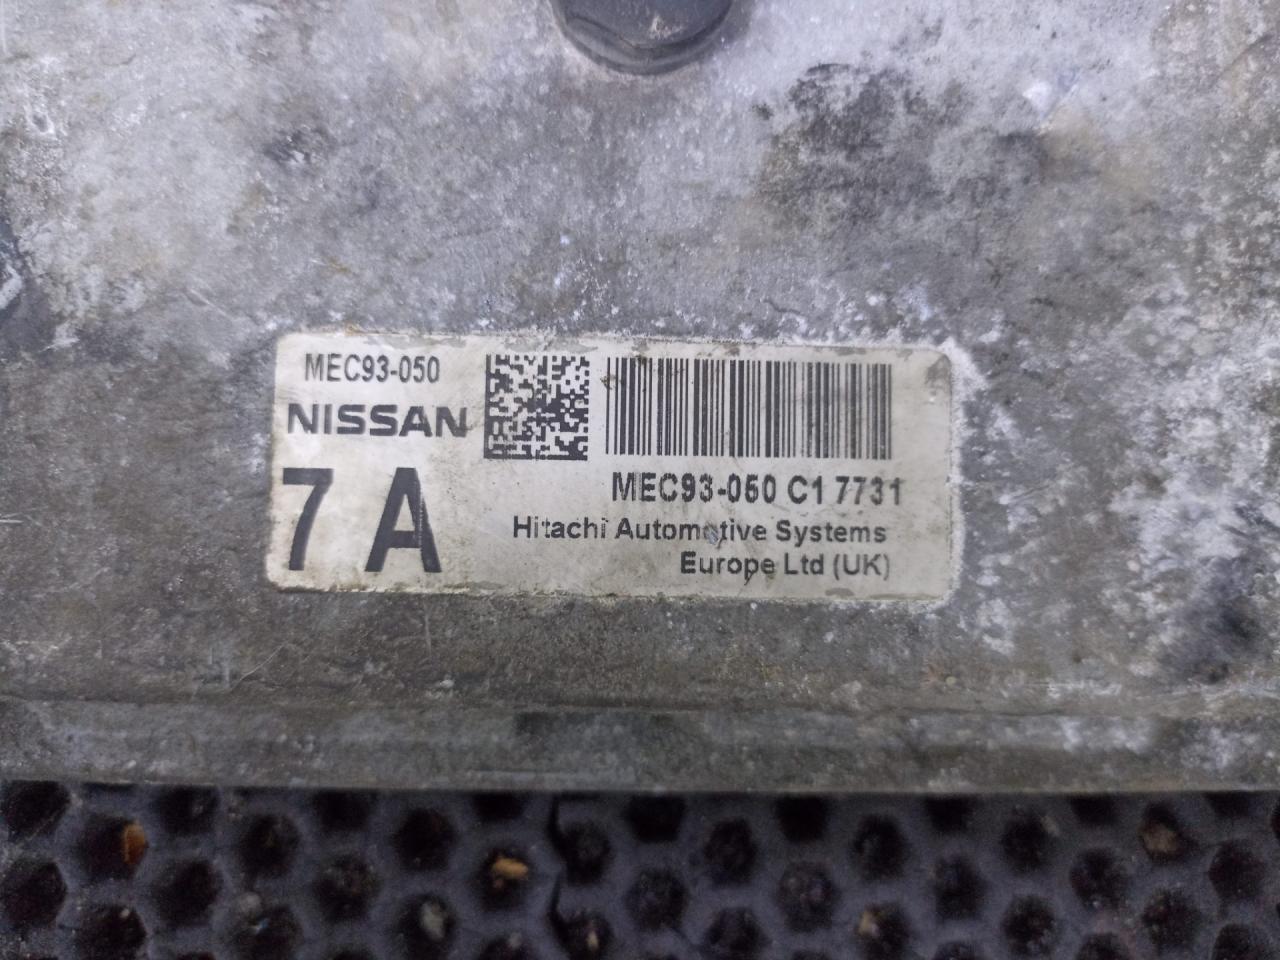 MEC93-050
NISSAN
7 A
MEC93-050 C1 7731
Hitachi Automotive Systems
Europe Ltd (UK)